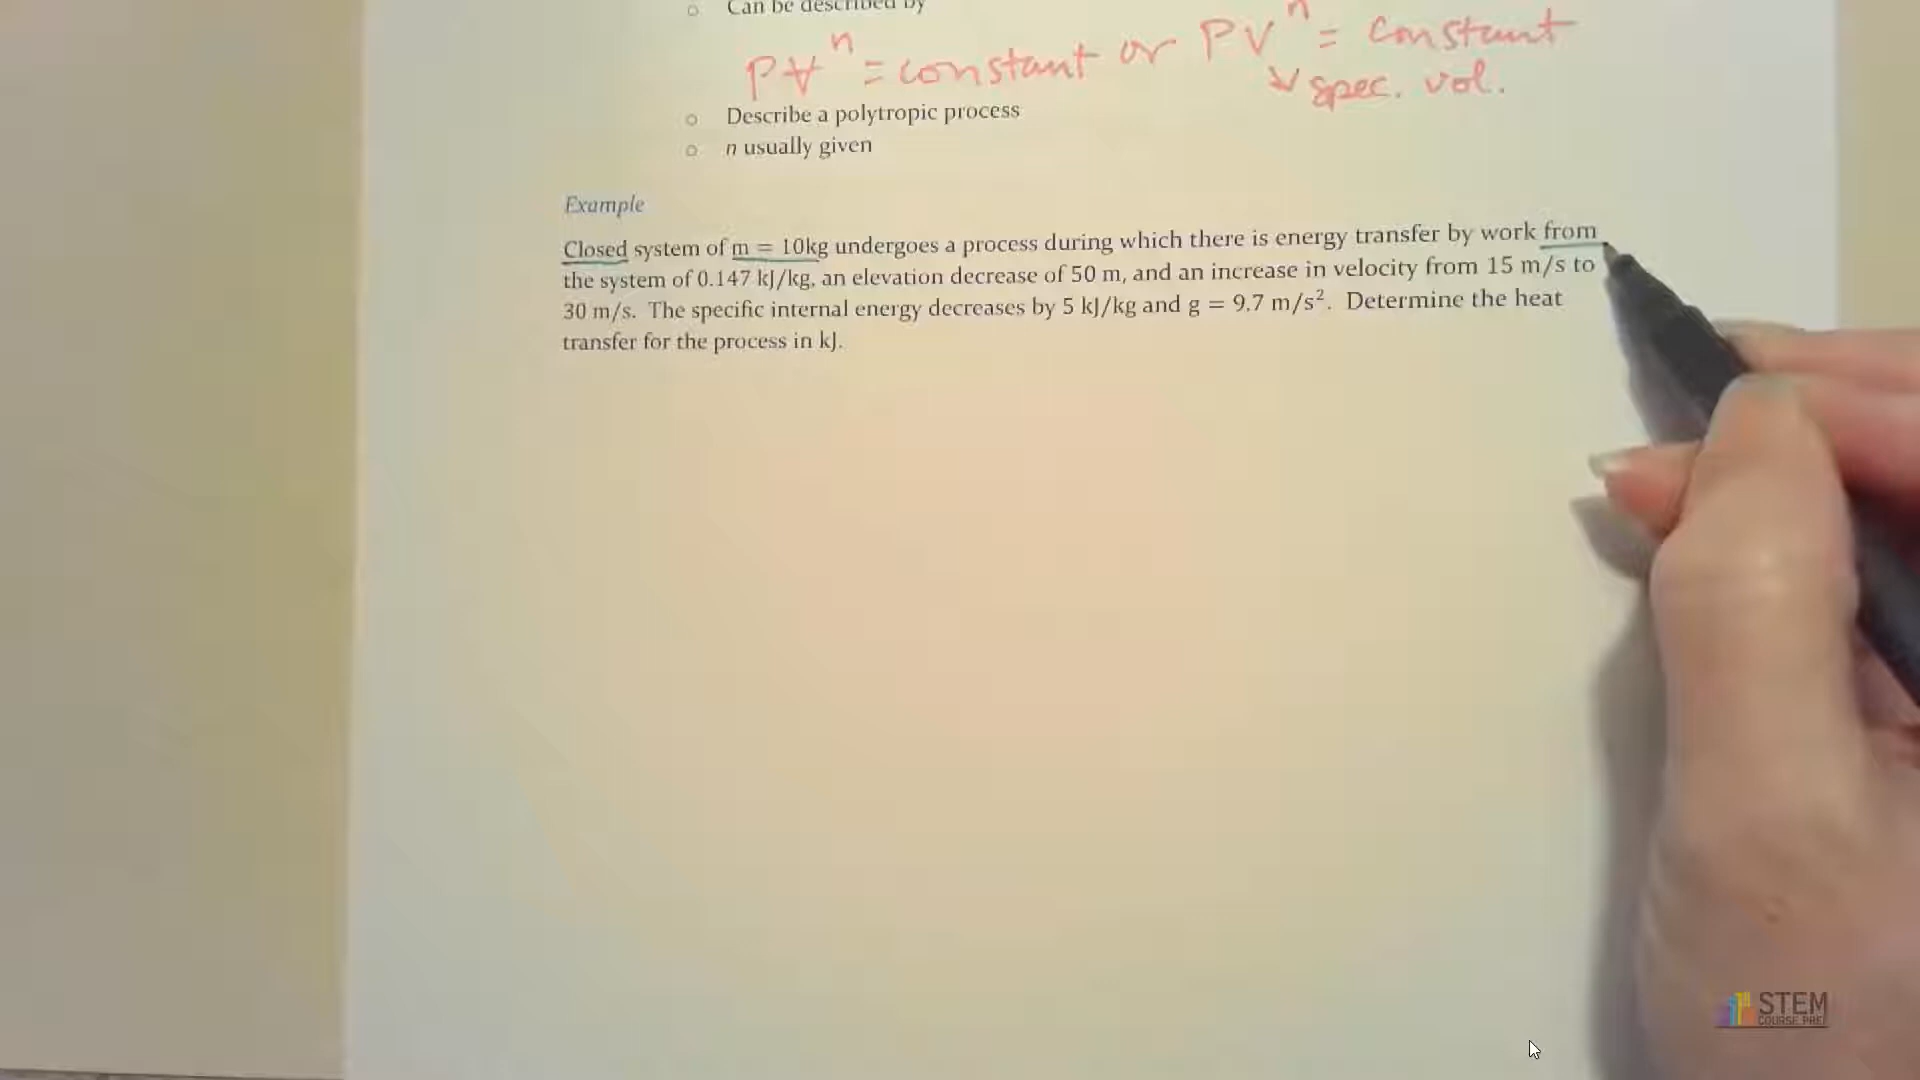 Can be described by
PVⁿ = constant or PVⁿ = constant
↘ spec. vol.
Describe a polytropic process
n usually given
Example
Closed system of m = 10kg undergoes a process during which there is energy transfer by work from
the system of 0.147 kJ/kg, an elevation decrease of 50 m, and an increase in velocity from 15 m/s to
30 m/s. The specific internal energy decreases by 5 kJ/kg and g = 9.7 m/s². Determine the heat
transfer for the process in kJ.
STEM
COURSE PREP